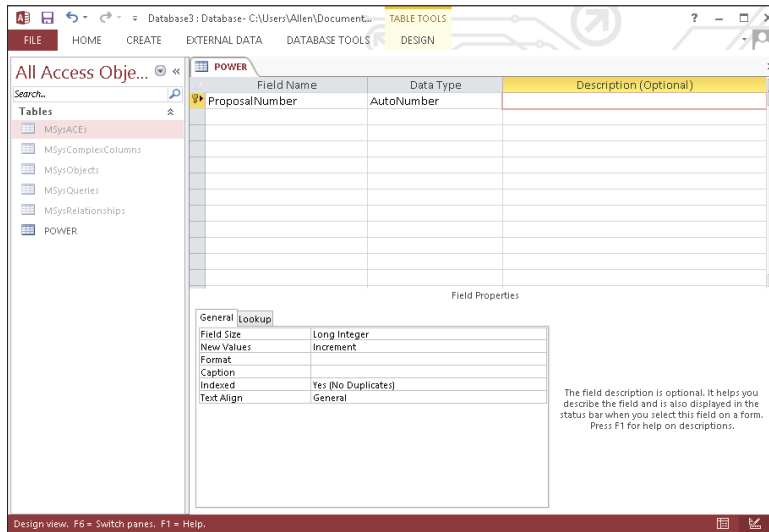 Database3 : Database- C:\Users\Allen\Document... TABLE TOOLS ?
FILE HOME CREATE EXTERNAL DATA DATABASE TOOLS DESIGN
All Access Obje... «
Search..
Tables
MSysACEs
MSysComplexColumns
MSysObjects
MSysQueries
MSysRelationships
POWER
POWER
Field Name Data Type Description (Optional)
ProposalNumber AutoNumber
Field Properties
General Lookup
Field Size Long Integer
New Values Increment
Format
Caption
Indexed Yes (No Duplicates)
Text Align General
The field description is optional. It helps you
describe the field and is also displayed in the
status bar when you select this field on a form.
Press F1 for help on descriptions.
Design view. F6 = Switch panes. F1 = Help.